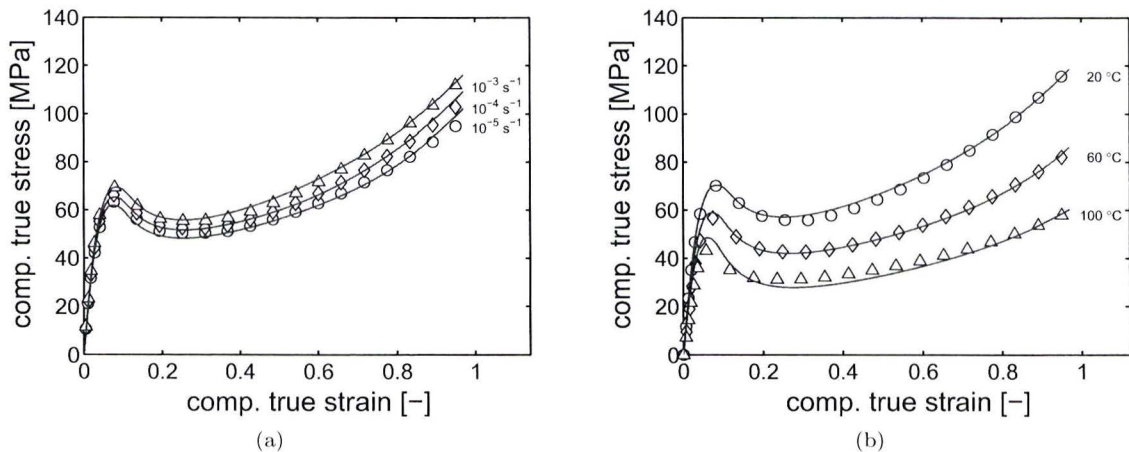 140
120
100
80
60
40
20
0
comp. true stress [MPa]
10⁻³ s⁻¹
10⁻⁴ s⁻¹
10⁻⁵ s⁻¹
0 0.2 0.4 0.6 0.8 1
comp. true strain [−]
(a)
140
120
100
80
60
40
20
0
comp. true stress [MPa]
20 °C
60 °C
100 °C
0 0.2 0.4 0.6 0.8 1
comp. true strain [−]
(b)